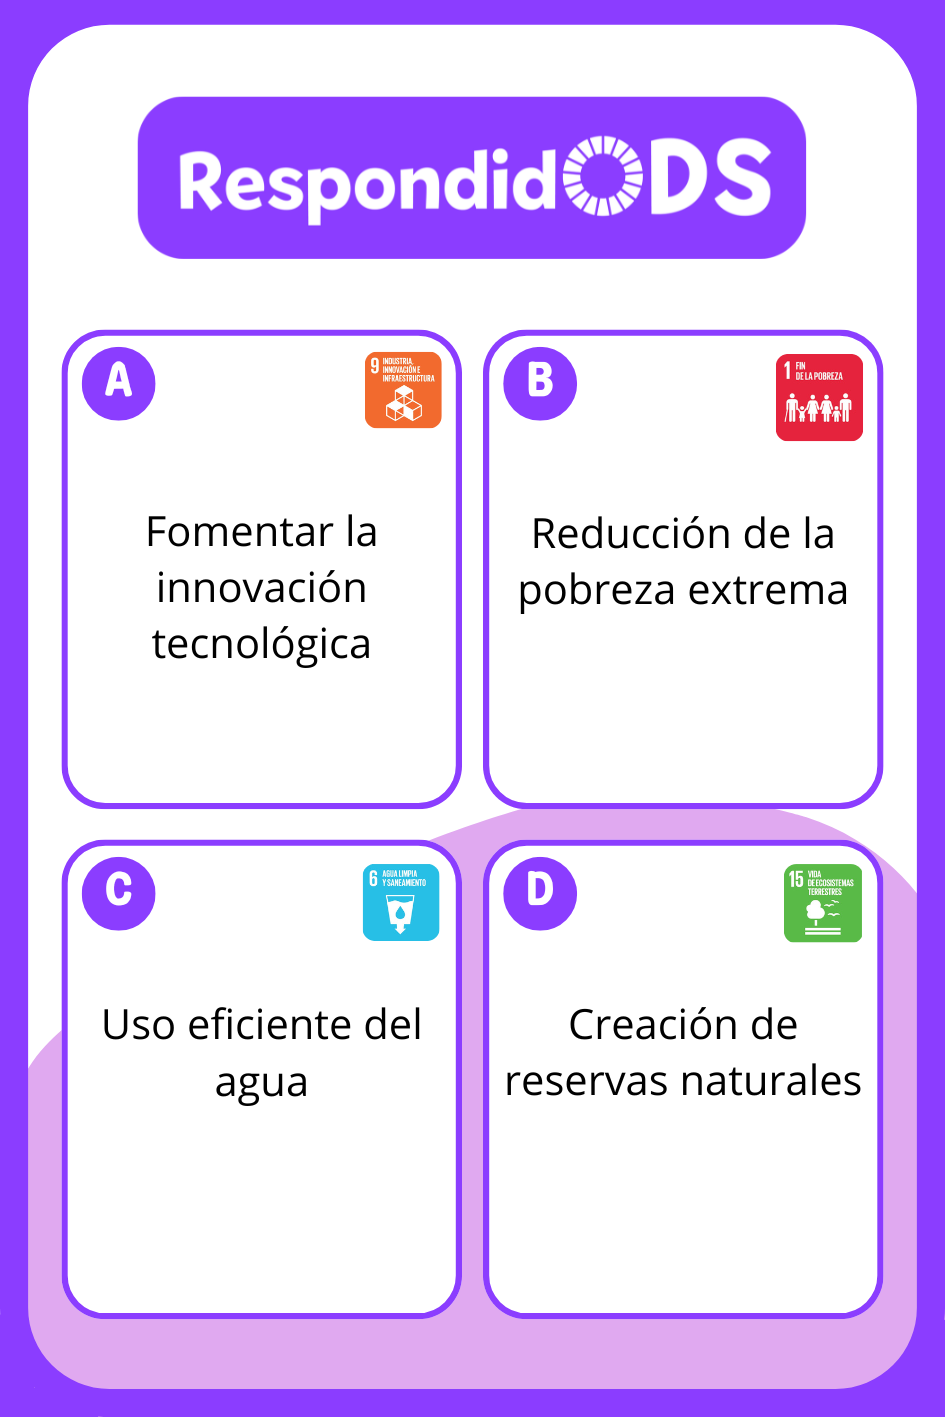 RespondidODS
A
9 INDUSTRIA,
INNOVACIÓN E
INFRAESTRUCTURA
Fomentar la
innovación
tecnológica
B
1 FIN
DE LA POBREZA
Reducción de la
pobreza extrema
C
6 AGUA LIMPIA
Y SANEAMIENTO
Uso eficiente del
agua
D
15 VIDA
DE ECOSISTEMAS
TERRESTRES
Creación de
reservas naturales